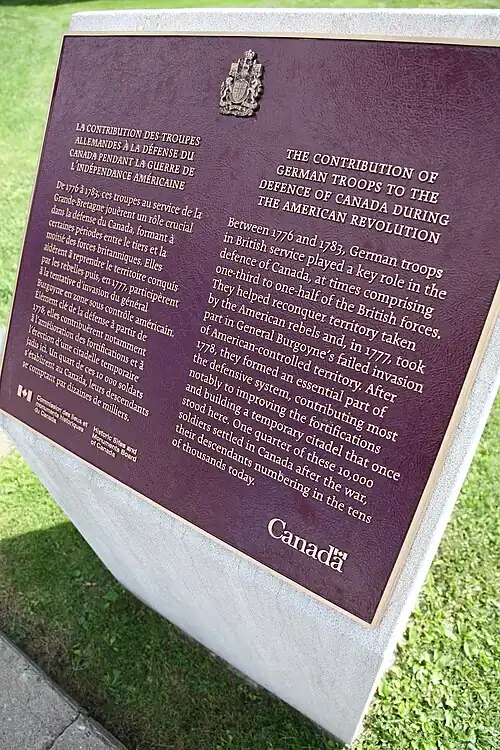 LA CONTRIBUTION DES TROUPES
ALLEMANDES À LA DÉFENSE DU
CANADA PENDANT LA GUERRE DE
L'INDÉPENDANCE AMÉRICAINE
De 1776 à 1783, ces troupes au service de la
Grande-Bretagne jouèrent un rôle crucial
dans la défense du Canada, formant à
certaines périodes entre le tiers et la
moitié des forces britanniques. Elles
aidèrent à reprendre le territoire conquis
par les rebelles puis, en 1777, participèrent
à la tentative d'invasion du général
Burgoyne en zone sous contrôle américain.
Élément clé de la défense à partir de
1778, elles contribuèrent notamment
à l'amélioration des fortifications et à
l'érection d'une citadelle temporaire
jadis ici. Un quart de ces 10 000 soldats
s'établirent au Canada, leurs descendants
se comptant par dizaines de milliers.
Commission des lieux et
monuments historiques
du Canada
Historic Sites and
Monuments Board
of Canada
THE CONTRIBUTION OF
GERMAN TROOPS TO THE
DEFENCE OF CANADA DURING
THE AMERICAN REVOLUTION
Between 1776 and 1783, German troops
in British service played a key role in the
defence of Canada, at times comprising
one-third to one-half of the British forces.
They helped reconquer territory taken
by the American rebels and, in 1777, took
part in General Burgoyne's failed invasion
of American-controlled territory. After
1778, they formed an essential part of
the defensive system, contributing most
notably to improving the fortifications
and building a temporary citadel that once
stood here. One quarter of these 10,000
soldiers settled in Canada after the war,
their descendants numbering in the tens
of thousands today.
Canada